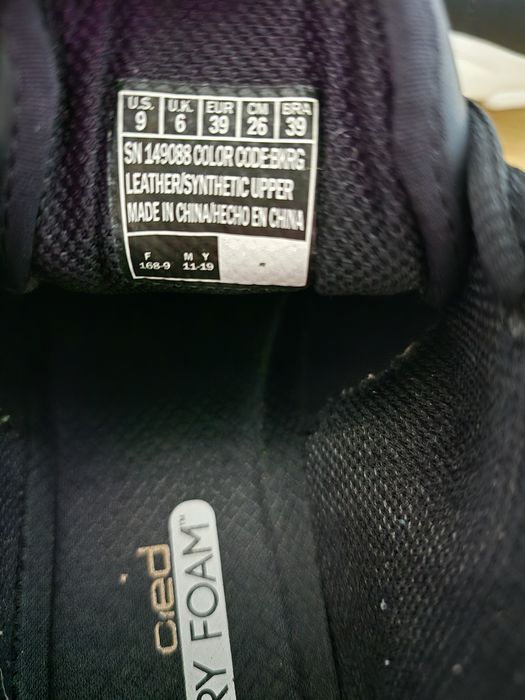 U.S. U.K. EUR CM BRA
9 6 39 26 39
SN 149088 COLOR CODE:BKRG
LEATHER/SYNTHETIC UPPER
MADE IN CHINA/HECHO EN CHINA
F M Y
168-9 11-19
RY FOAM™